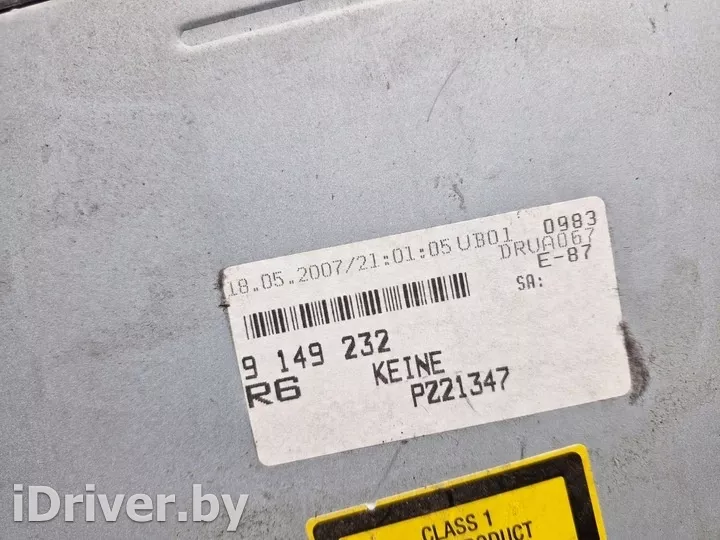 18.05.2007/21:01:05 UB01 0983
DRUA067
E-87
SA:
9 149 232
R6 KEINE
PZ21347
CLASS 1
PRODUCT
iDriver.by